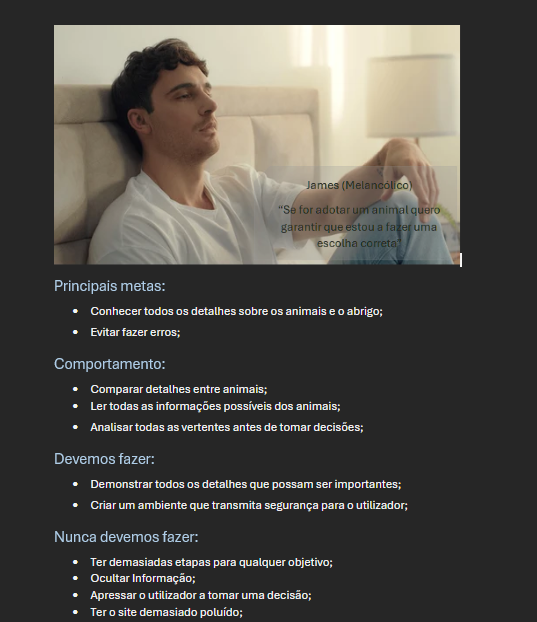 James (Melancólico)
“Se for adotar um animal quero
garantir que estou a fazer uma
escolha correta”
Principais metas:
• Conhecer todos os detalhes sobre os animais e o abrigo;
• Evitar fazer erros;
Comportamento:
• Comparar detalhes entre animais;
• Ler todas as informações possíveis dos animais;
• Analisar todas as vertentes antes de tomar decisões;
Devemos fazer:
• Demonstrar todos os detalhes que possam ser importantes;
• Criar um ambiente que transmita segurança para o utilizador;
Nunca devemos fazer:
• Ter demasiadas etapas para qualquer objetivo;
• Ocultar Informação;
• Apressar o utilizador a tomar uma decisão;
• Ter o site demasiado poluído;